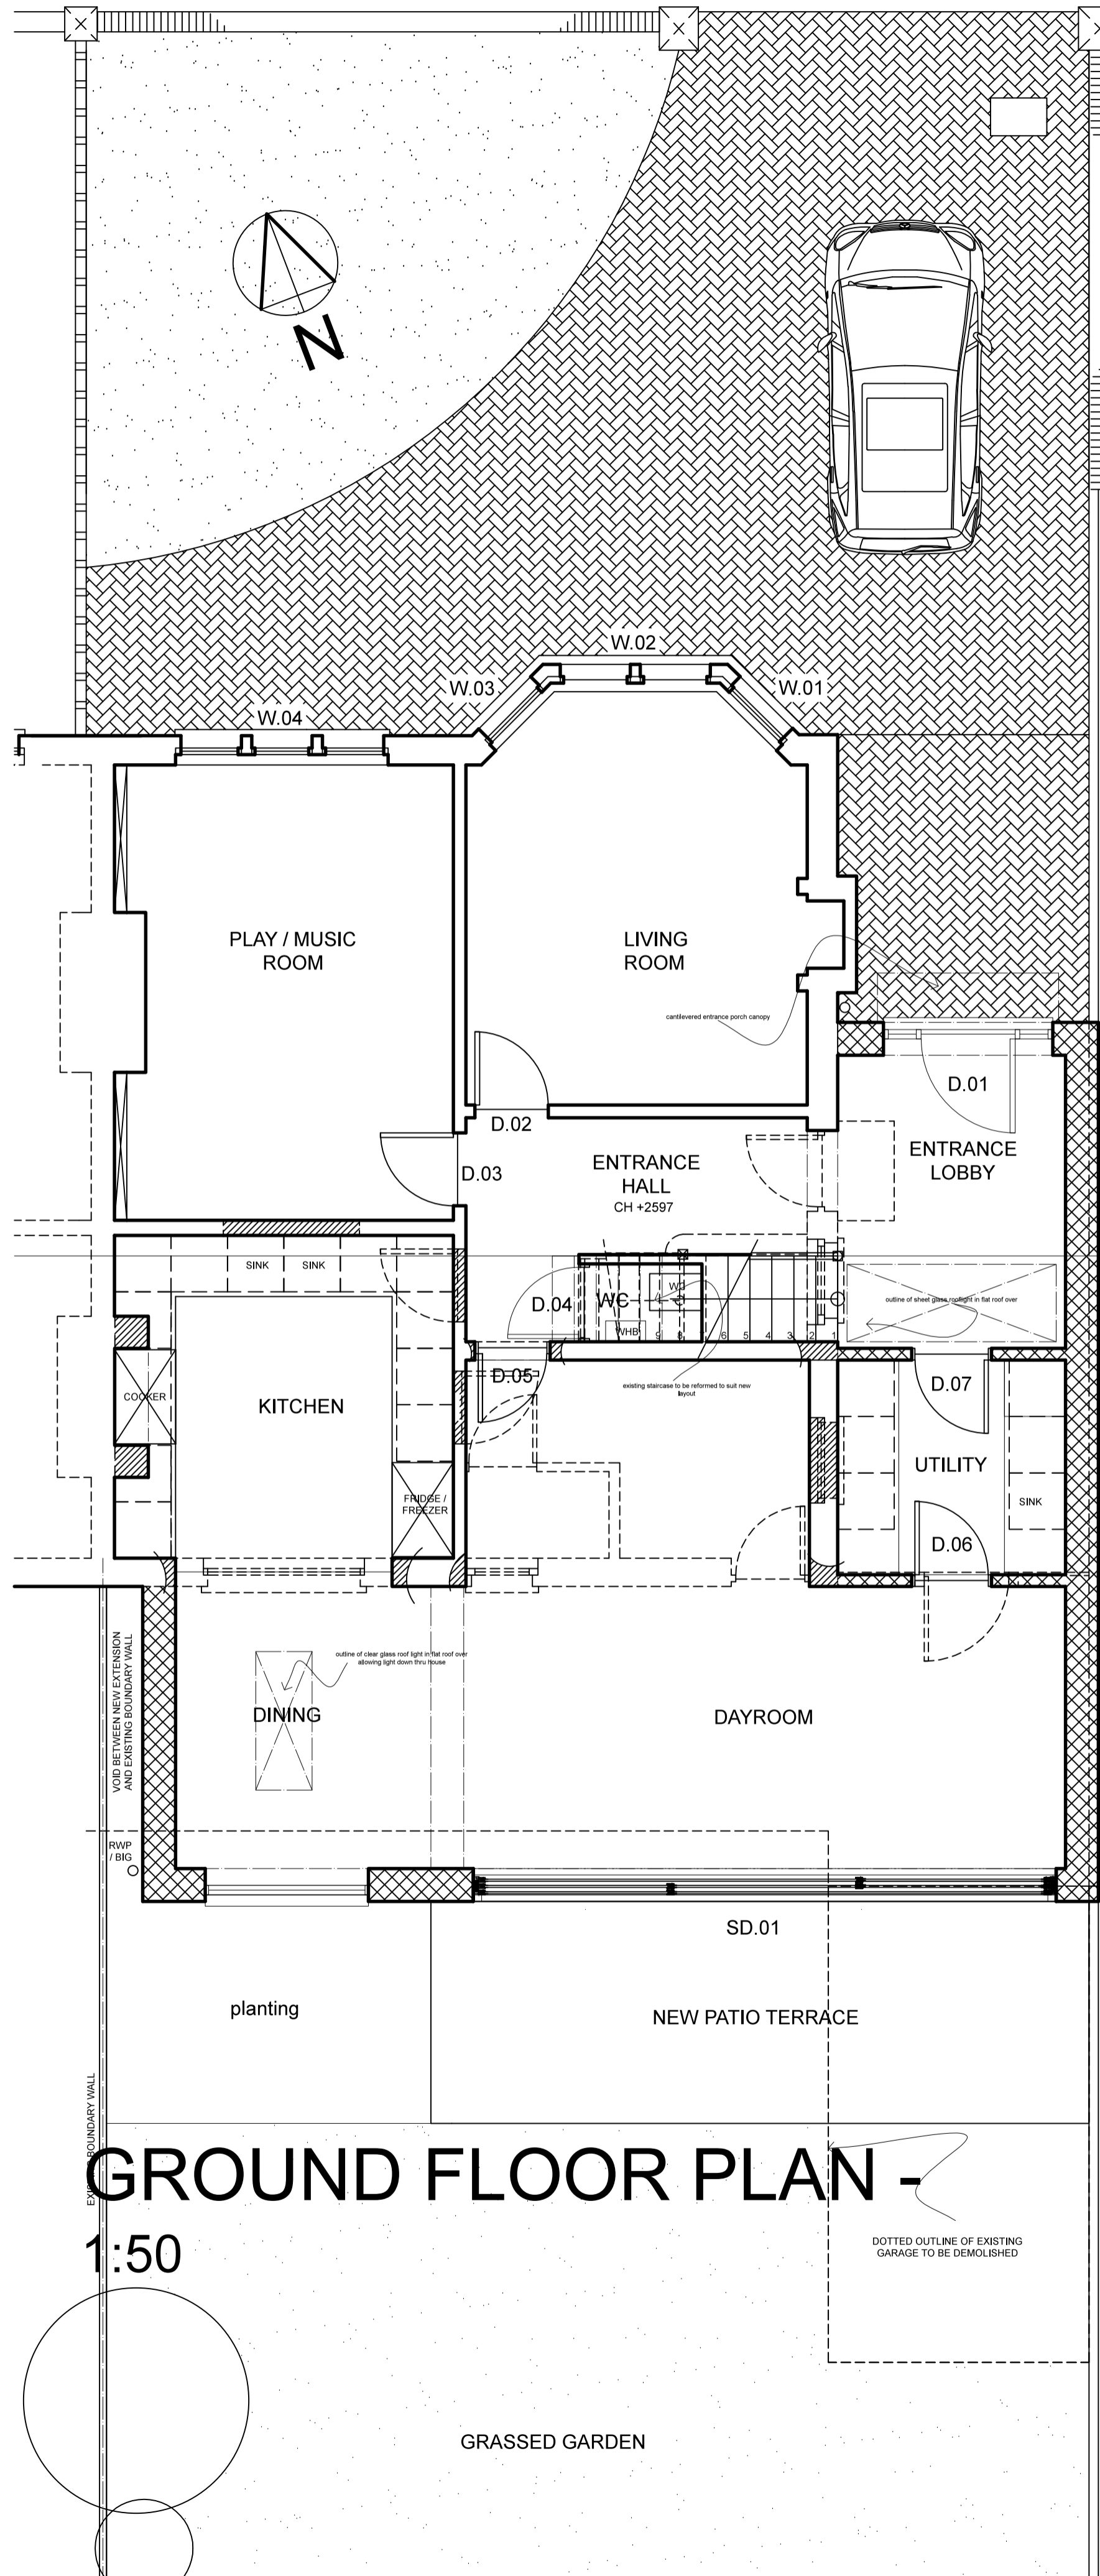 N
W.02
W.03
W.01
W.04
PLAY / MUSIC
ROOM
LIVING
ROOM
cantilevered entrance porch canopy
D.01
D.02
ENTRANCE
LOBBY
ENTRANCE
HALL
CH +2597
D.03
SINK
SINK
WC
D.04
WC
WHB
9
8
6
5
4
3
2
1
outline of sheet glass rooflight in flat roof over
D.05
existing staircase to be reformed to suit new
layout
D.07
COOKER
KITCHEN
UTILITY
FRIDGE /
FREEZER
SINK
D.06
VOID BETWEEN NEW EXTENSION
AND EXISTING BOUNDARY WALL
outline of clear glass roof light in flat roof over
allowing light down thru house
DINING
DAYROOM
RWP
/ BIG
SD.01
planting
NEW PATIO TERRACE
EXISTING BOUNDARY WALL
GROUND FLOOR PLAN -
1:50
DOTTED OUTLINE OF EXISTING
GARAGE TO BE DEMOLISHED
GRASSED GARDEN